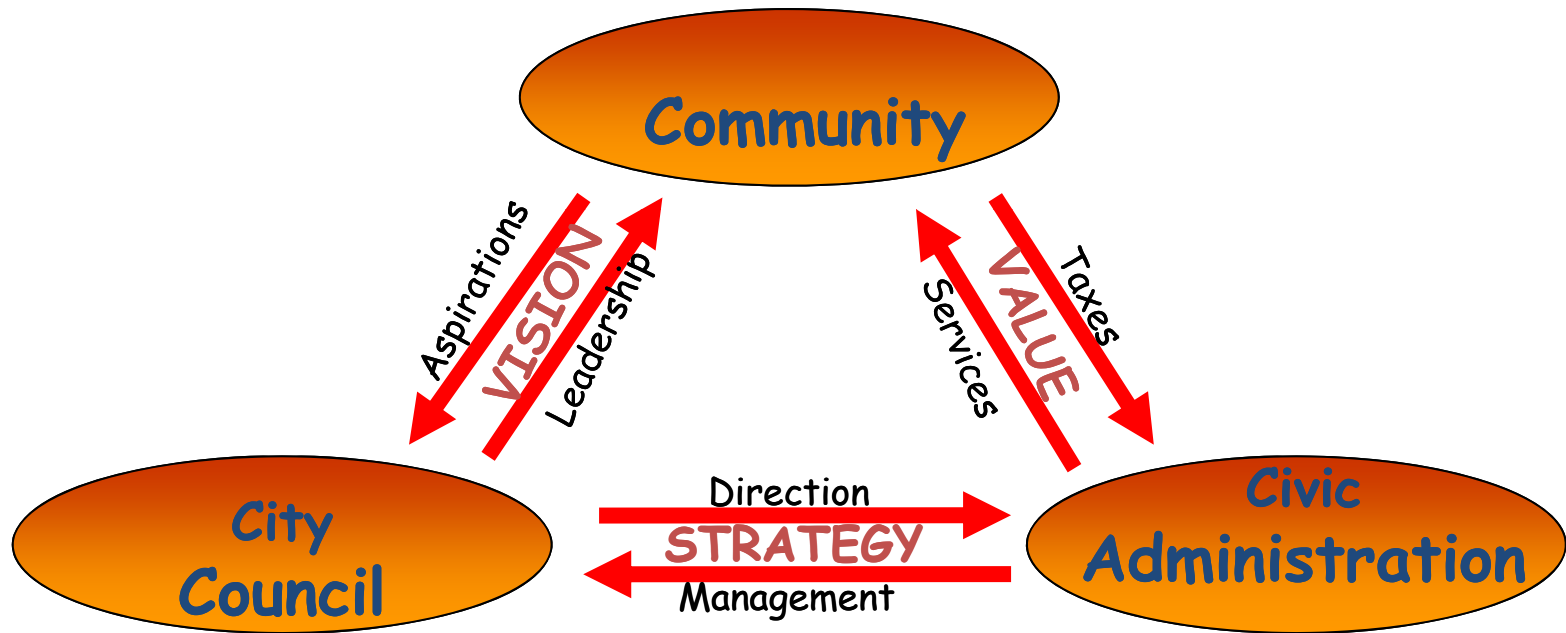 Community
Aspirations
VISION
Leadership
Services
VALUE
Taxes
City
Council
Direction
STRATEGY
Management
Civic
Administration